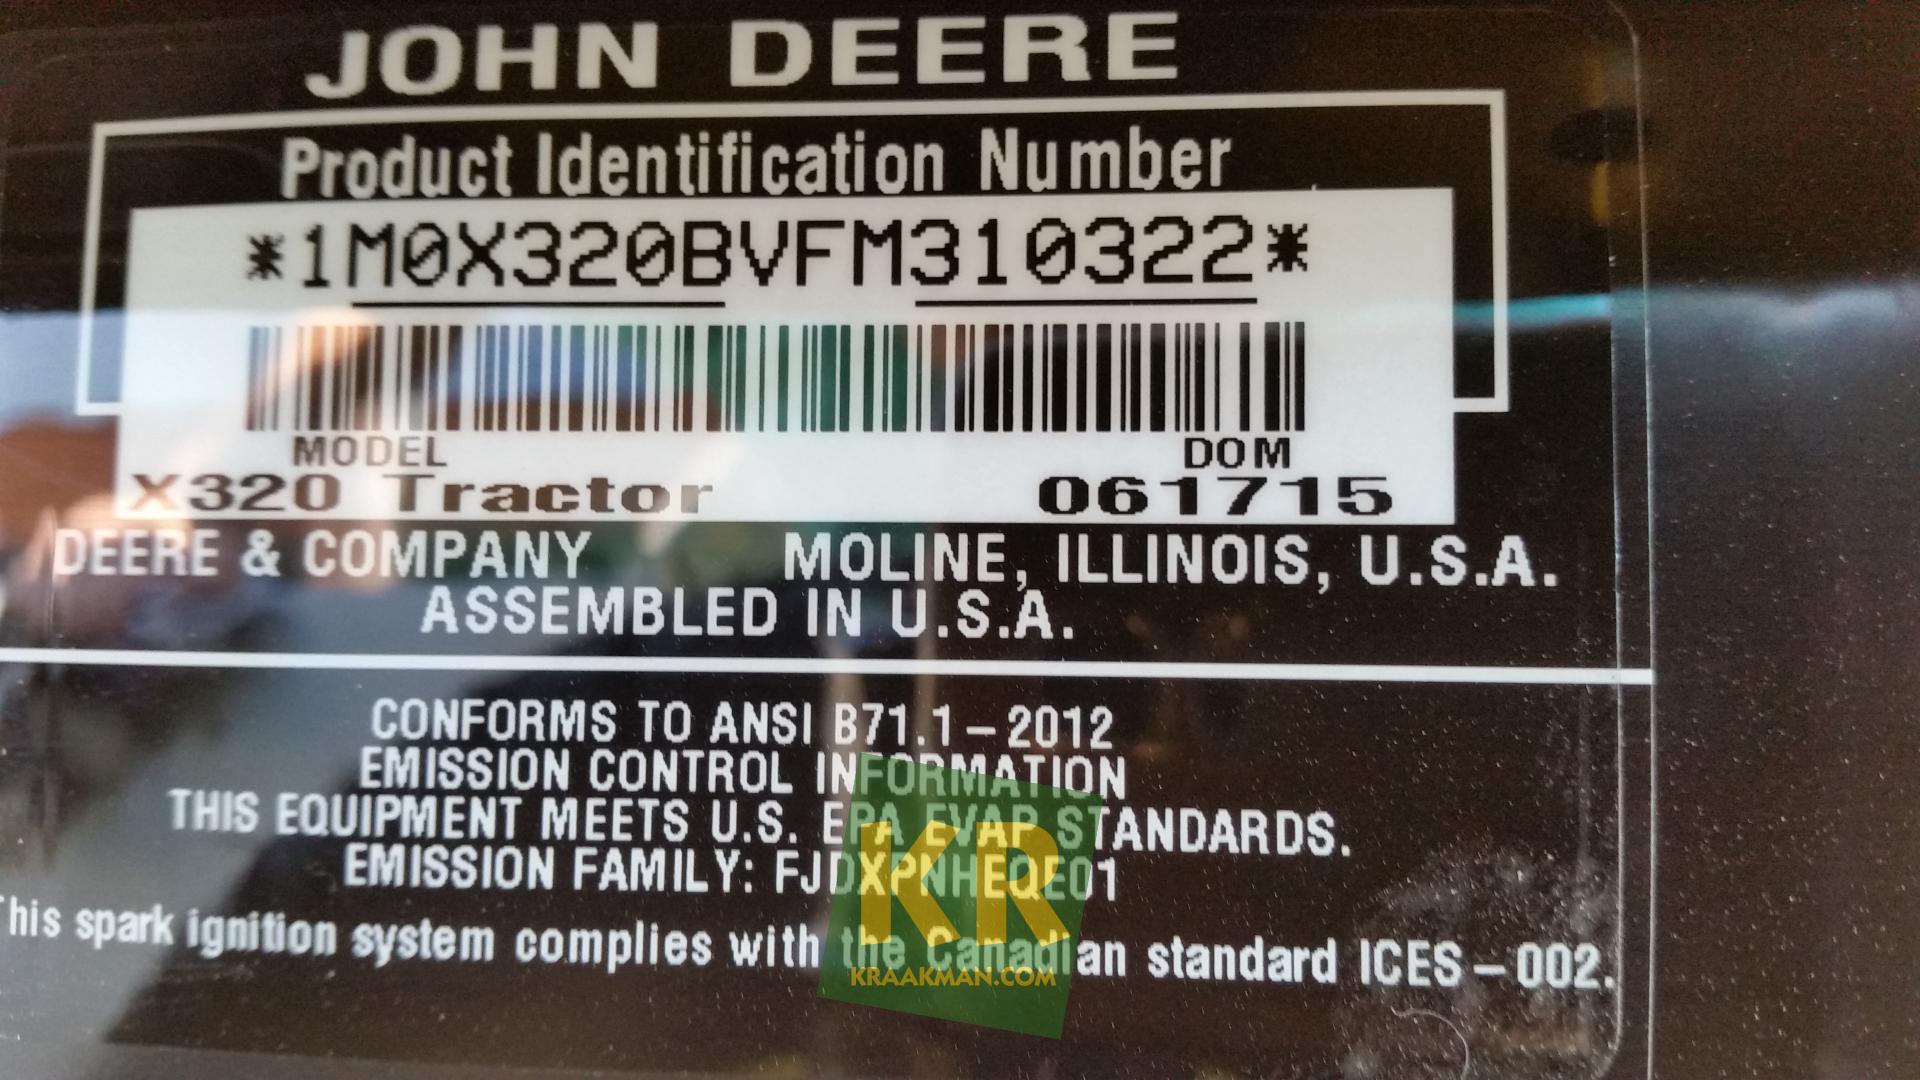 JOHN DEERE
Product Identification Number
*1M0X320BVFM310322*
MODEL DOM
X320 Tractor 061715
DEERE & COMPANY MOLINE, ILLINOIS, U.S.A.
ASSEMBLED IN U.S.A.
CONFORMS TO ANSI B71.1-2012
EMISSION CONTROL INFORMATION
THIS EQUIPMENT MEETS U.S. EPA EVAP STANDARDS.
EMISSION FAMILY: FJDXPNHEQE01
This spark ignition system complies with the Canadian standard ICES-002.
KR
KRAAKMAN.COM